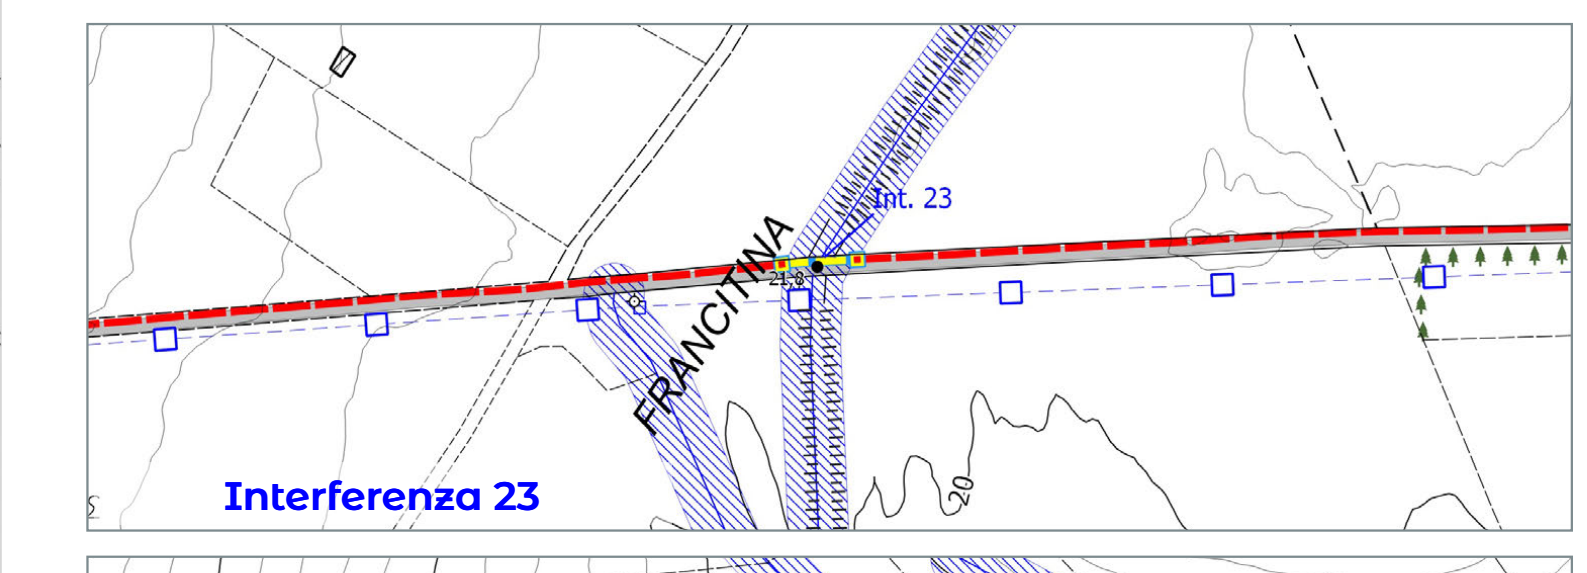 Int. 23
FRANCITINA
21,8
20
Interferenza 23
S